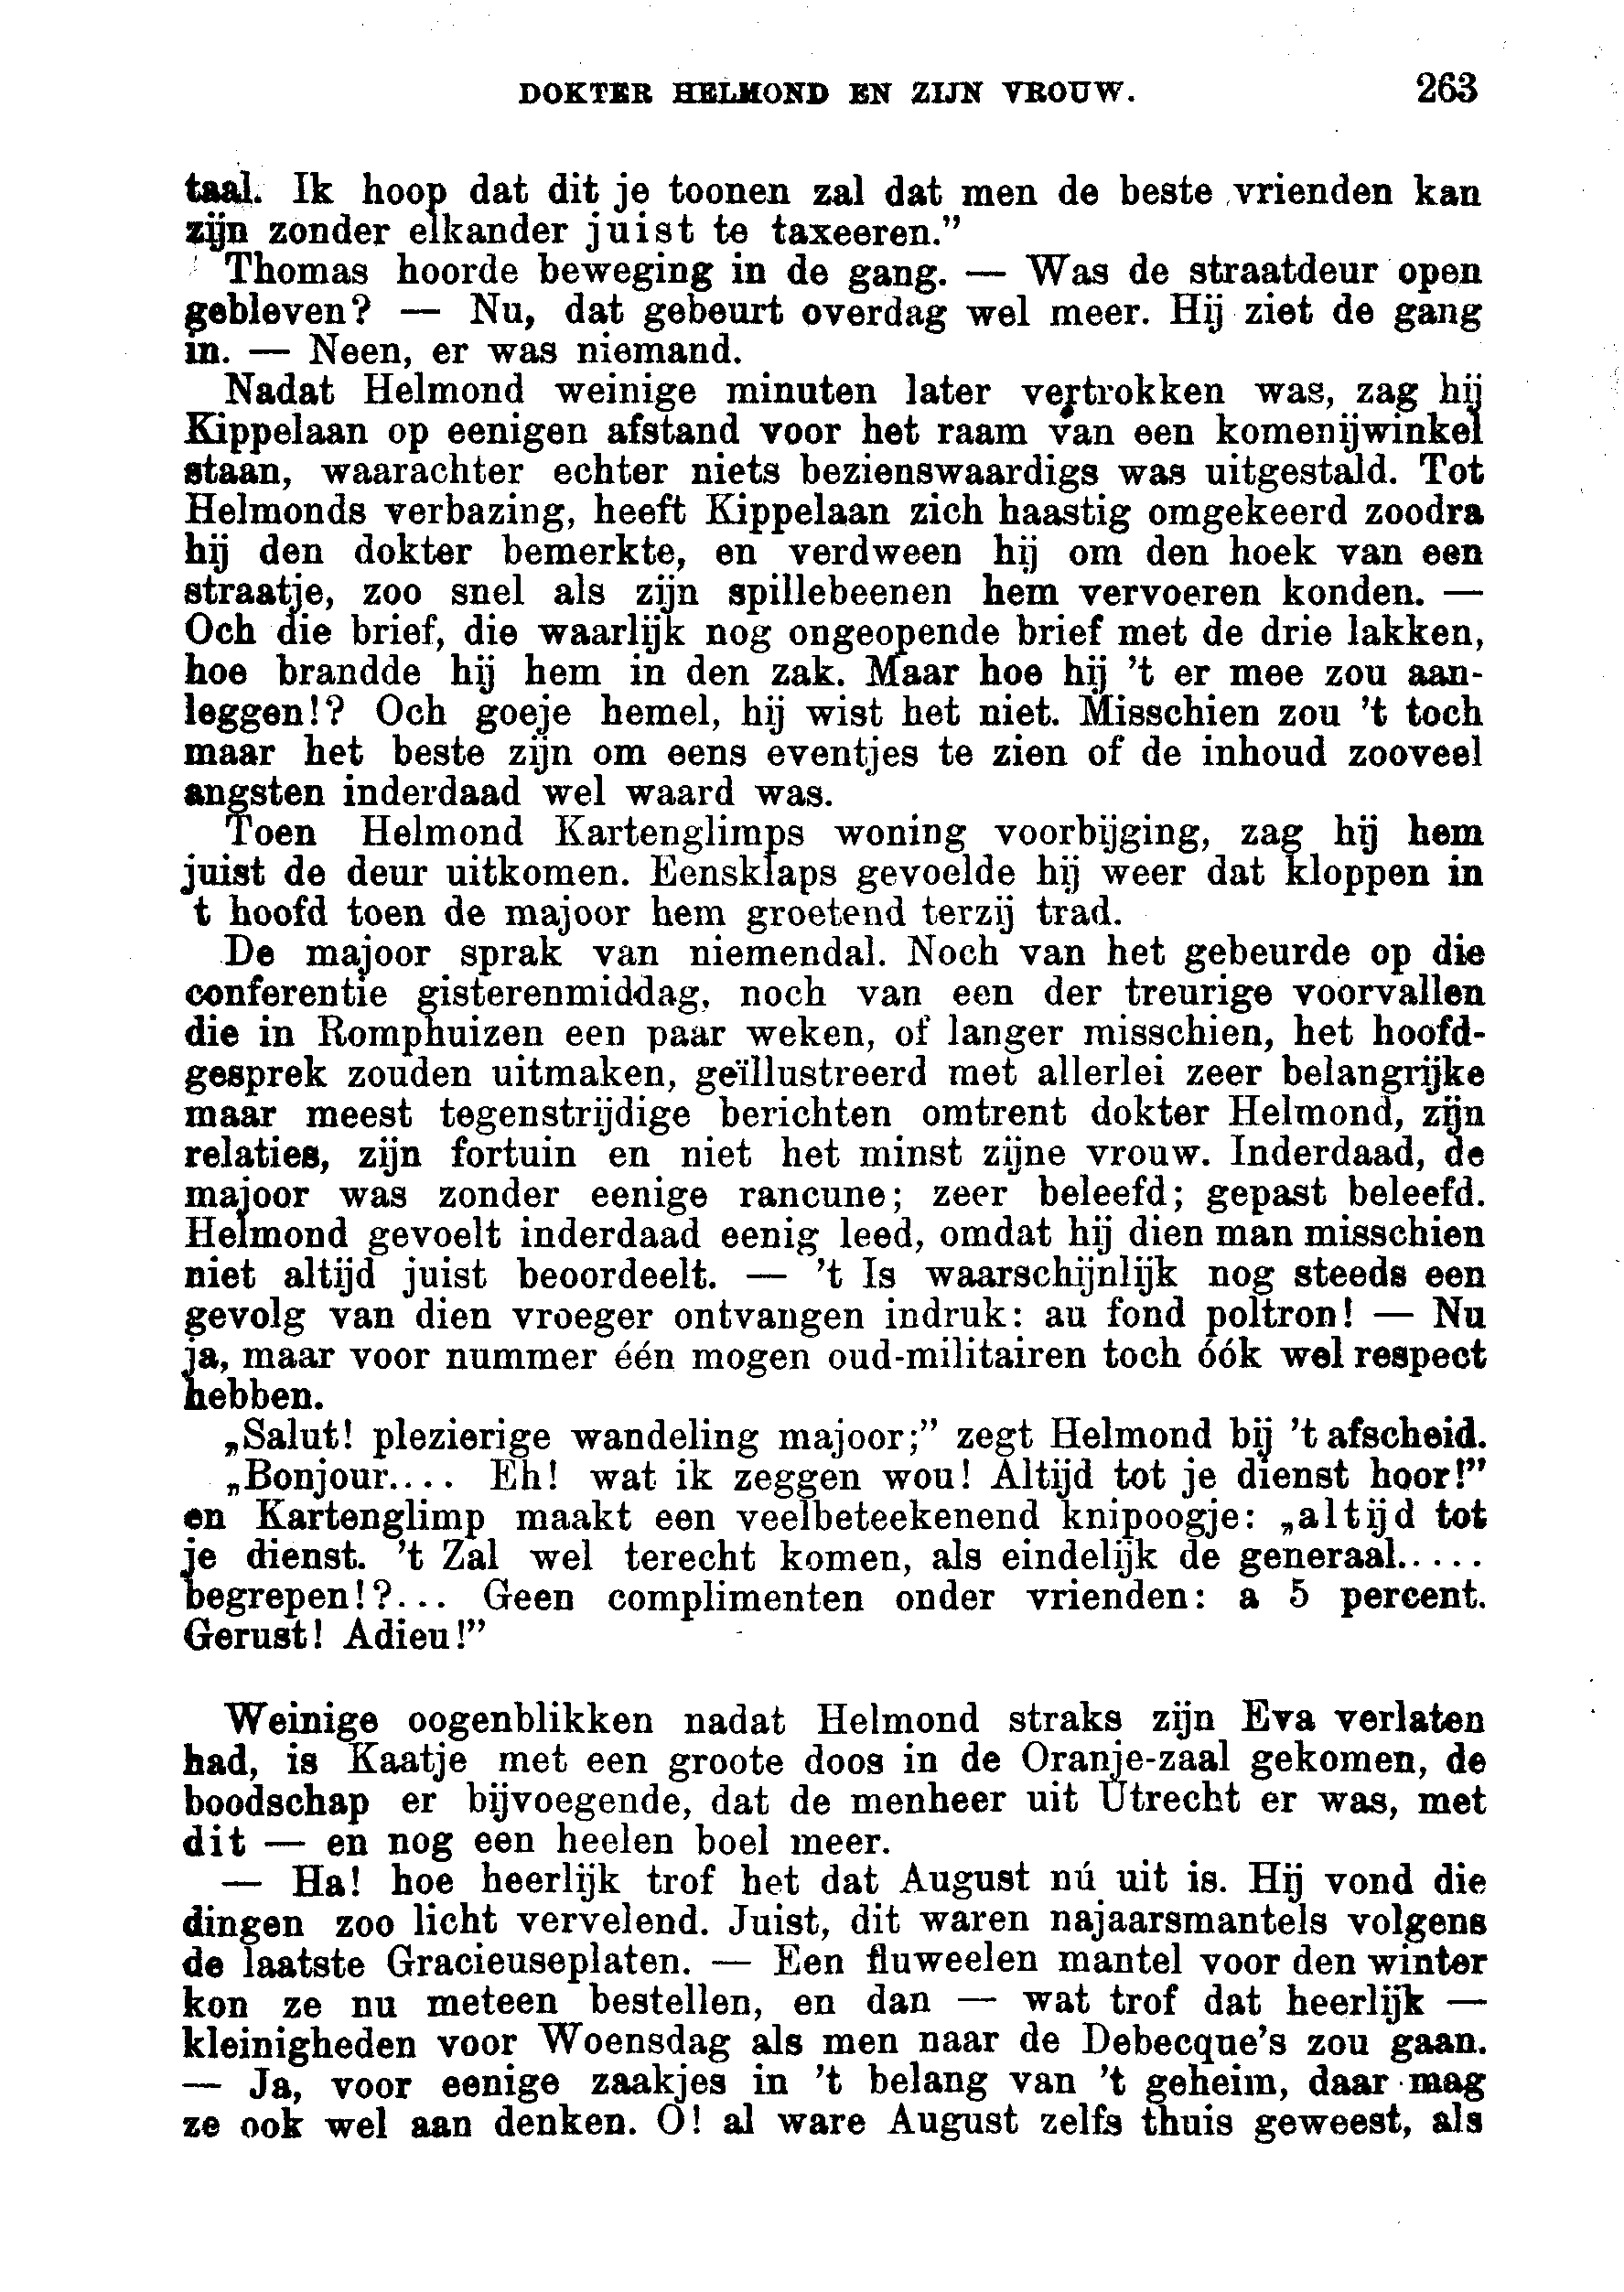 DOKTER HELMOND EN ZIJN VROUW. 263
taal. Ik hoop dat dit je toonen zal dat men de beste vrienden kan
zijn zonder elkander juist te taxeeren.”
Thomas hoorde beweging in de gang. — Was de straatdeur open
gebleven? — Nu, dat gebeurt overdag wel meer. Hij ziet de gang
in. — Neen, er was niemand.
Nadat Helmond weinige minuten later vertrokken was, zag hij
Kippelaan op eenigen afstand voor het raam van een komenijwinkel
staan, waarachter echter niets bezienswaardigs was uitgestald. Tot
Helmonds verbazing, heeft Kippelaan zich haastig omgekeerd zoodra
hij den dokter bemerkte, en verdween hij om den hoek van een
straatje, zoo snel als zijn spillebeenen hem vervoeren konden. —
Och die brief, die waarlijk nog ongeopende brief met de drie lakken,
hoe brandde hij hem in den zak. Maar hoe hij ’t er mee zou aan-
leggen!? Och goeje hemel, hij wist het niet. Misschien zou ’t toch
maar het beste zijn om eens eventjes te zien of de inhoud zooveel
angsten inderdaad wel waard was.
Toen Helmond Kartenglimps woning voorbijging, zag hij hem
juist de deur uitkomen. Eensklaps gevoelde hij weer dat kloppen in
t hoofd toen de majoor hem groetend terzij trad.
De majoor sprak van niemendal. Noch van het gebeurde op die
conferentie gisterenmiddag, noch van een der treurige voorvallen
die in Romphuizen een paar weken, of langer misschien, het hoofd-
gesprek zouden uitmaken, geïllustreerd met allerlei zeer belangrijke
maar meest tegenstrijdige berichten omtrent dokter Helmond, zijn
relaties, zijn fortuin en niet het minst zijne vrouw. Inderdaad, de
majoor was zonder eenige rancune; zeer beleefd; gepast beleefd.
Helmond gevoelt inderdaad eenig leed, omdat hij dien man misschien
niet altijd juist beoordeelt. — ’t Is waarschijnlijk nog steeds een
gevolg van dien vroeger ontvangen indruk: au fond poltron! — Nu
ja, maar voor nummer één mogen oud-militairen toch óók wel respect
hebben.
„Salut! plezierige wandeling majoor;” zegt Helmond bij ’t afscheid.
„Bonjour.... Eh! wat ik zeggen wou! Altijd tot je dienst hoor!”
en Kartenglimp maakt een veelbeteekenend knipoogje: „altijd tot
je dienst. ’t Zal wel terecht komen, als eindelijk de generaal.....
begrepen!?... Geen complimenten onder vrienden: a 5 percent.
Gerust! Adieu!”
Weinige oogenblikken nadat Helmond straks zijn Eva verlaten
had, is Kaatje met een groote doos in de Oranje-zaal gekomen, de
boodschap er bijvoegende, dat de menheer uit Utrecht er was, met
dit — en nog een heelen boel meer.
— Ha! hoe heerlijk trof het dat August nú uit is. Hij vond die
dingen zoo licht vervelend. Juist, dit waren najaarsmantels volgens
de laatste Gracieuseplaten. — Een fluweelen mantel voor den winter
kon ze nu meteen bestellen, en dan — wat trof dat heerlijk —
kleinigheden voor Woensdag als men naar de Debecque’s zou gaan.
— Ja, voor eenige zaakjes in ’t belang van ’t geheim, daar mag
ze ook wel aan denken. O! al ware August zelfs thuis geweest, als